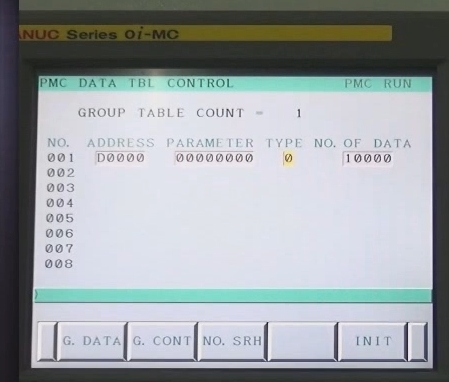 ANUC Series 0i-MC
PMC DATA TBL CONTROL PMC RUN
GROUP TABLE COUNT = 1
NO. ADDRESS PARAMETER TYPE NO. OF DATA
001 D0000 00000000 0 10000
002
003
004
005
006
007
008
G. DATA G. CONT NO. SRH INIT